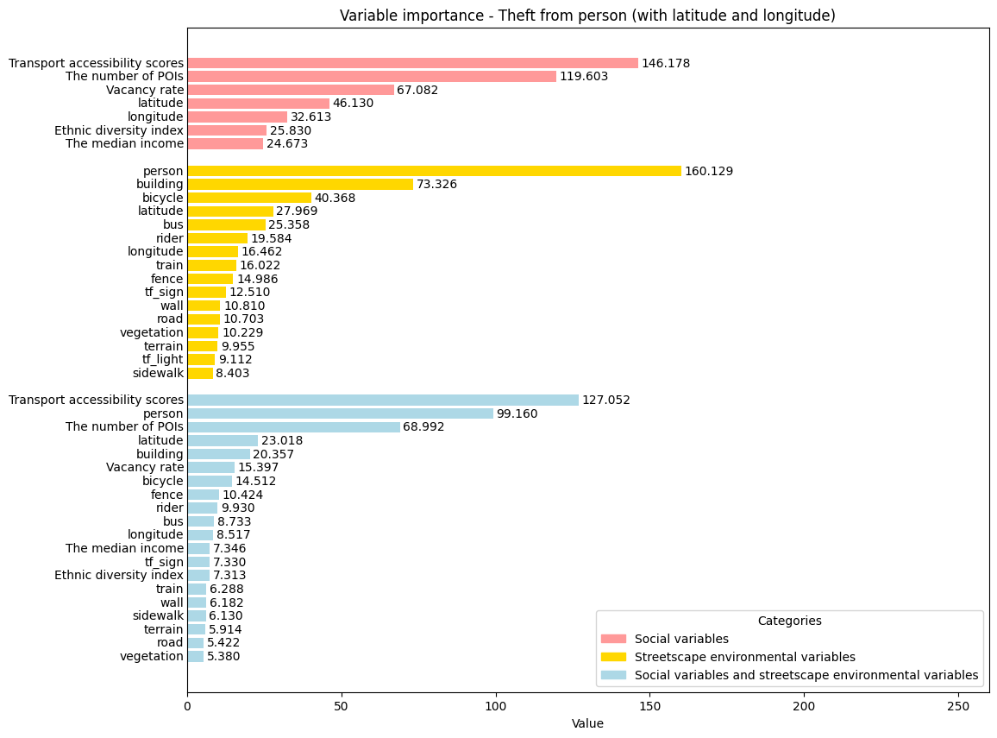 Variable importance - Theft from person (with latitude and longitude)
Transport accessibility scores 146.178
The number of POIs 119.603
Vacancy rate 67.082
latitude 46.130
longitude 32.613
Ethnic diversity index 25.830
The median income 24.673
person 160.129
building 73.326
bicycle 40.368
latitude 27.969
bus 25.358
rider 19.584
longitude 16.462
train 16.022
fence 14.986
tf_sign 12.510
wall 10.810
road 10.703
vegetation 10.229
terrain 9.955
tf_light 9.112
sidewalk 8.403
Transport accessibility scores 127.052
person 99.160
The number of POIs 68.992
latitude 23.018
building 20.357
Vacancy rate 15.397
bicycle 14.512
fence 10.424
rider 9.930
bus 8.733
longitude 8.517
The median income 7.346
tf_sign 7.330
Ethnic diversity index 7.313
train 6.288
wall 6.182
sidewalk 6.130
terrain 5.914
road 5.422
vegetation 5.380
Categories
Social variables
Streetscape environmental variables
Social variables and streetscape environmental variables
0 50 100 150 200 250
Value